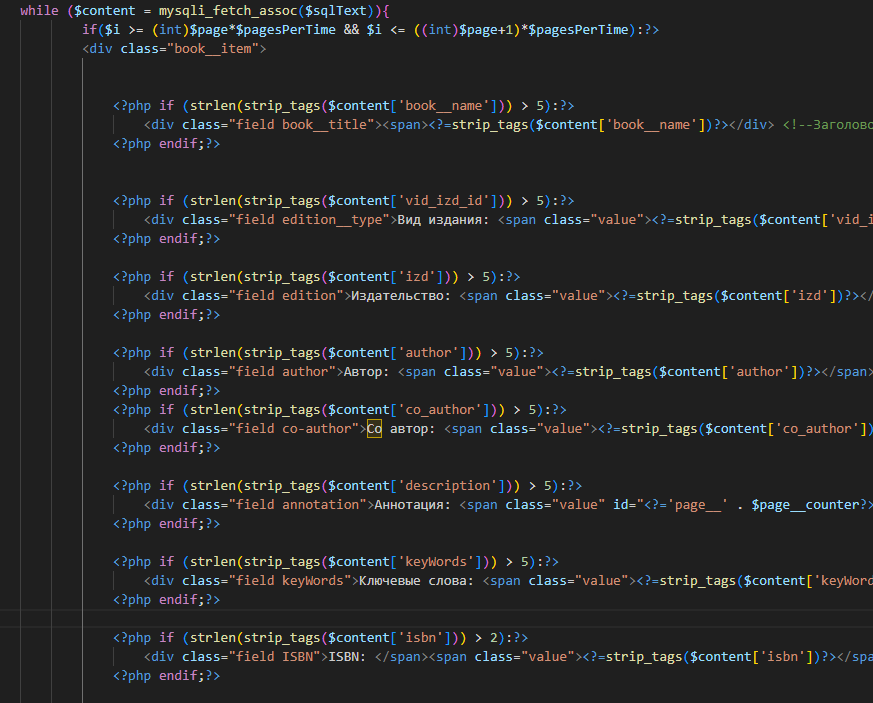 while ($content = mysqli_fetch_assoc($sqlText)){
if($i >= (int)$page*$pagesPerTime && $i <= ((int)$page+1)*$pagesPerTime):?>
<div class="book__item">
<?php if (strlen(strip_tags($content['book__name'])) > 5):?>
<div class="field book__title"><span><?=strip_tags($content['book__name'])?></div> <!--Заголово
<?php endif;?>
<?php if (strlen(strip_tags($content['vid_izd_id'])) > 5):?>
<div class="field edition__type">Вид издания: <span class="value"><?=strip_tags($content['vid_i
<?php endif;?>
<?php if (strlen(strip_tags($content['izd'])) > 5):?>
<div class="field edition">Издательство: <span class="value"><?=strip_tags($content['izd'])?></
<?php endif;?>
<?php if (strlen(strip_tags($content['author'])) > 5):?>
<div class="field author">Автор: <span class="value"><?=strip_tags($content['author'])?></span>
<?php endif;?>
<?php if (strlen(strip_tags($content['co_author'])) > 5):?>
<div class="field co-author">Со автор: <span class="value"><?=strip_tags($content['co_author'])
<?php endif;?>
<?php if (strlen(strip_tags($content['description'])) > 5):?>
<div class="field annotation">Аннотация: <span class="value" id="<?='page__' . $page__counter?>
<?php endif;?>
<?php if (strlen(strip_tags($content['keyWords'])) > 5):?>
<div class="field keyWords">Ключевые слова: <span class="value"><?=strip_tags($content['keyWord
<?php endif;?>
<?php if (strlen(strip_tags($content['isbn'])) > 2):?>
<div class="field ISBN">ISBN: </span><span class="value"><?=strip_tags($content['isbn'])?></spa
<?php endif;?>